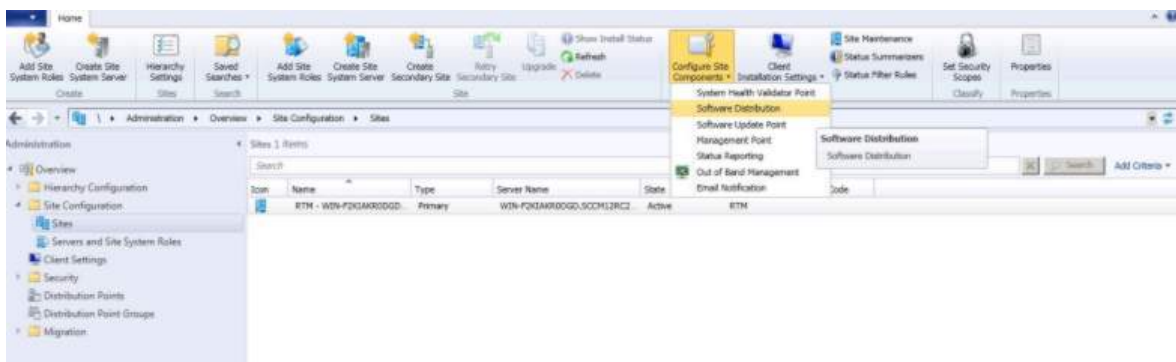 Home
Add Site System Roles
Create Site System Server
Hierarchy Settings
Saved Searches
Add Site System Roles
Create Site System Server
Create Secondary Site
Retry Secondary Site
Upgrade
Show Install Status
Refresh
Delete
Configure Site Components
Client Installation Settings
Site Maintenance
Status Summarizers
Status Filter Rules
Set Security Scopes
Properties
Create
Sites
Search
Site
Classify
Properties
System Health Validator Point
Software Distribution
Software Update Point
Management Point
Status Reporting
Out of Band Management
Email Notification
Software Distribution
Software Distribution
\ Administration Overview Site Configuration Sites
Administration
Overview
Hierarchy Configuration
Site Configuration
Sites
Servers and Site System Roles
Client Settings
Security
Distribution Points
Distribution Point Groups
Migration
Sites 1 items
Search
Search
Add Criteria
Icon Name Type Server Name State Code
Primary Active RTM